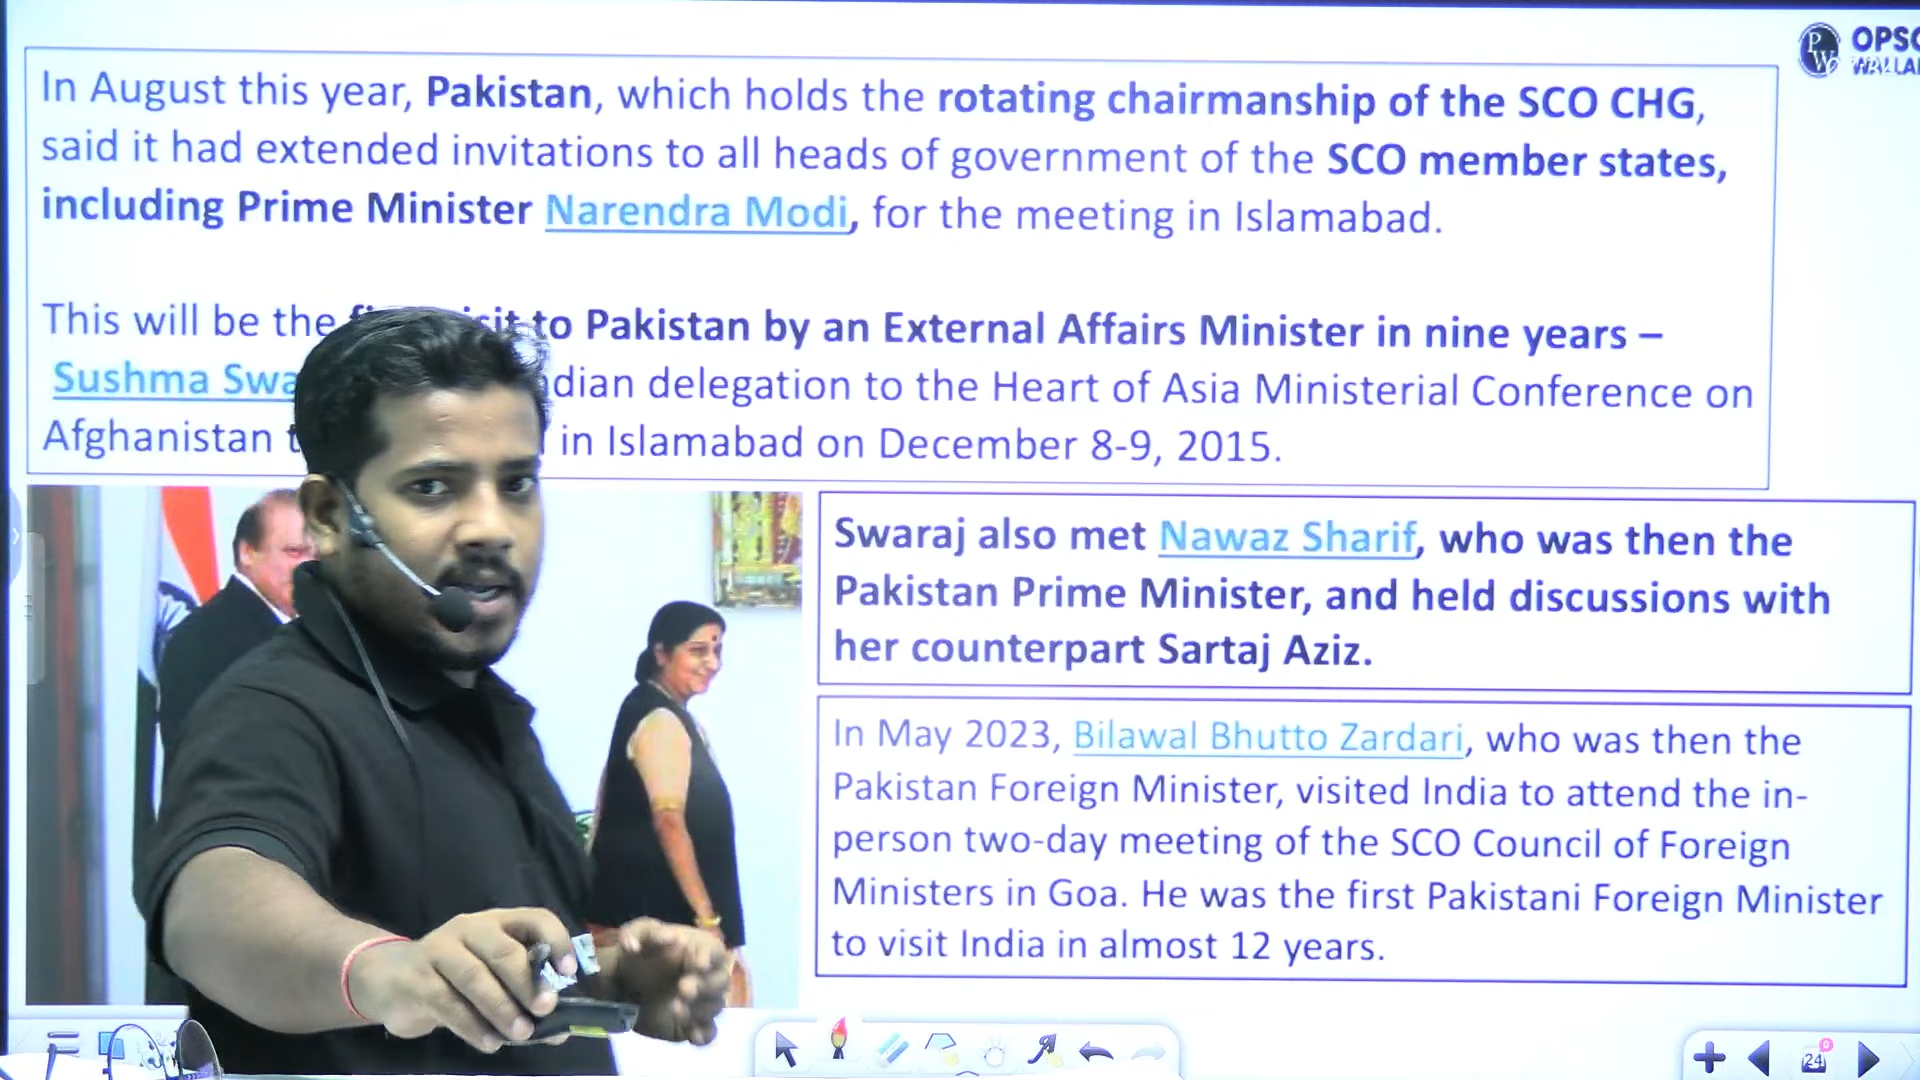 OPSC
WALLAH
In August this year, Pakistan, which holds the rotating chairmanship of the SCO CHG,
said it had extended invitations to all heads of government of the SCO member states,
including Prime Minister Narendra Modi, for the meeting in Islamabad.
This will be the to Pakistan by an External Affairs Minister in nine years –
Sushma delegation to the Heart of Asia Ministerial Conference on
Afghanistan in Islamabad on December 8-9, 2015.
Swaraj also met Nawaz Sharif, who was then the
Pakistan Prime Minister, and held discussions with
her counterpart Sartaj Aziz.
In May 2023, Bilawal Bhutto Zardari, who was then the
Pakistan Foreign Minister, visited India to attend the in-
person two-day meeting of the SCO Council of Foreign
Ministers in Goa. He was the first Pakistani Foreign Minister
to visit India in almost 12 years.
24